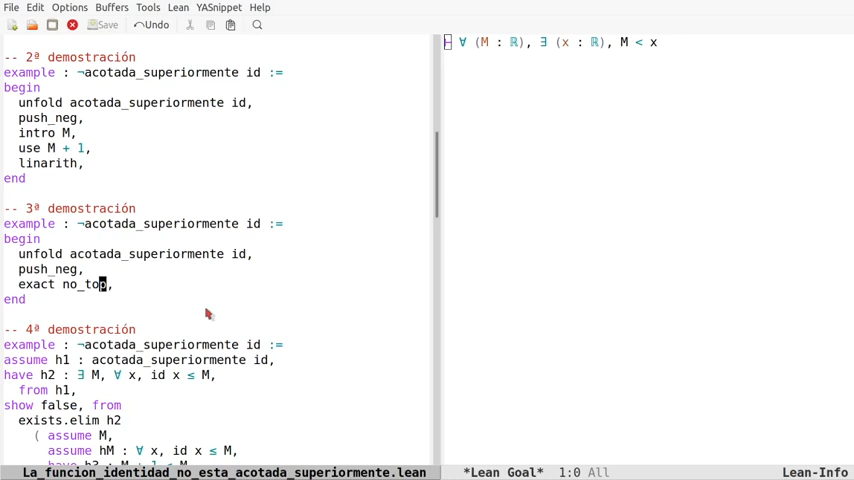 File Edit Options Buffers Tools Lean YASnippet Help
Save Undo
-- 2ª demostración
example : ¬acotada_superiormente id :=
begin
  unfold acotada_superiormente id,
  push_neg,
  intro M,
  use M + 1,
  linarith,
end
-- 3ª demostración
example : ¬acotada_superiormente id :=
begin
  unfold acotada_superiormente id,
  push_neg,
  exact no_top,
end
-- 4ª demostración
example : ¬acotada_superiormente id :=
assume h1 : acotada_superiormente id,
have h2 : ∃ M, ∀ x, id x ≤ M,
  from h1,
show false, from
  exists.elim h2
    ( assume M,
      assume hM : ∀ x, id x ≤ M,
      have h3 : M + 1 ≤ M,
La_funcion_identidad_no_esta_acotada_superiormente.lean
⊢ ∀ (M : ℝ), ∃ (x : ℝ), M < x
*Lean Goal* 1:0 All Lean-Info